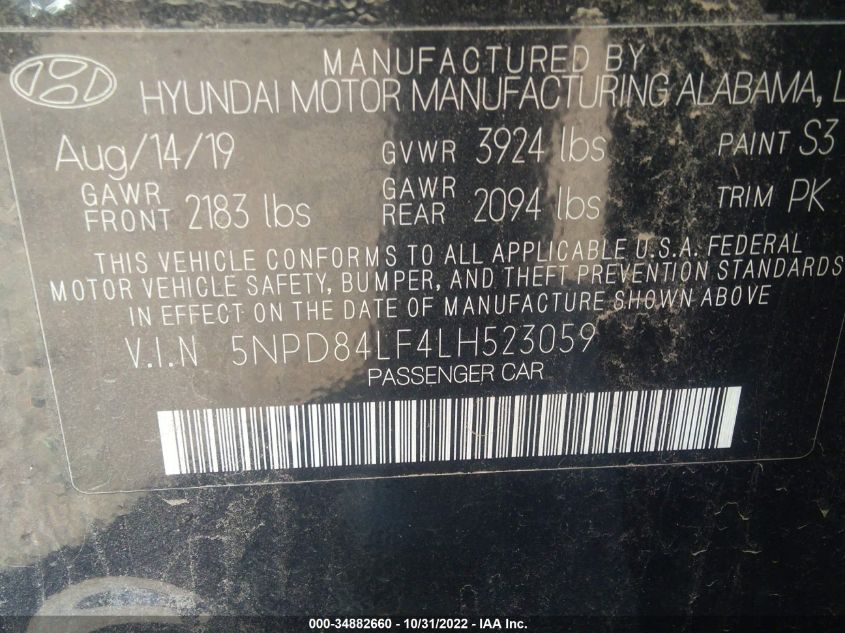 MANUFACTURED BY
HYUNDAI MOTOR MANUFACTURING ALABAMA, L
Aug/14/19 GVWR 3924 lbs PAINT S3
GAWR FRONT 2183 lbs GAWR REAR 2094 lbs TRIM PK
THIS VEHICLE CONFORMS TO ALL APPLICABLE U.S.A. FEDERAL
MOTOR VEHICLE SAFETY, BUMPER, AND THEFT PREVENTION STANDARDS
IN EFFECT ON THE DATE OF MANUFACTURE SHOWN ABOVE
V.I.N 5NPD84LF4LH523059
PASSENGER CAR
000-34882660 - 10/31/2022 - IAA Inc.